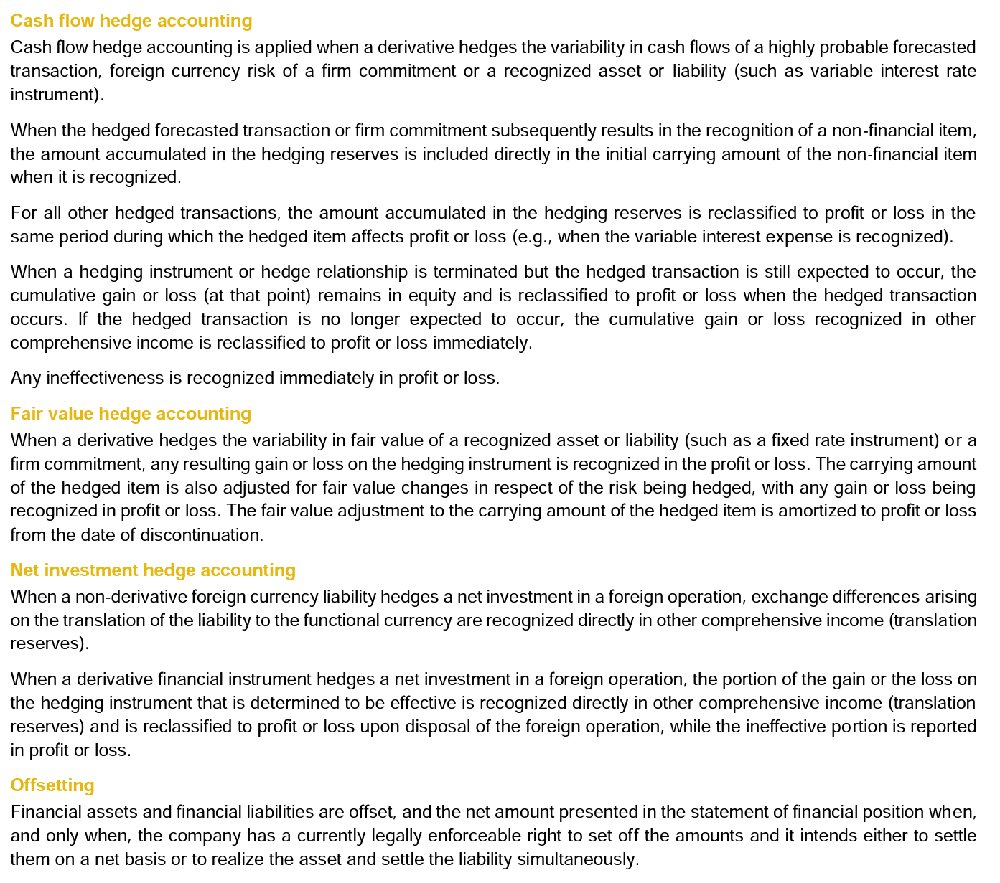 Cash flow hedge accounting
Cash flow hedge accounting is applied when a derivative hedges the variability in cash flows of a highly probable forecasted
transaction, foreign currency risk of a firm commitment or a recognized asset or liability (such as variable interest rate
instrument).
When the hedged forecasted transaction or firm commitment subsequently results in the recognition of a non-financial item,
the amount accumulated in the hedging reserves is included directly in the initial carrying amount of the non-financial item
when it is recognized.
For all other hedged transactions, the amount accumulated in the hedging reserves is reclassified to profit or loss in the
same period during which the hedged item affects profit or loss (e.g., when the variable interest expense is recognized).
When a hedging instrument or hedge relationship is terminated but the hedged transaction is still expected to occur, the
cumulative gain or loss (at that point) remains in equity and is reclassified to profit or loss when the hedged transaction
occurs. If the hedged transaction is no longer expected to occur, the cumulative gain or loss recognized in other
comprehensive income is reclassified to profit or loss immediately.
Any ineffectiveness is recognized immediately in profit or loss.
Fair value hedge accounting
When a derivative hedges the variability in fair value of a recognized asset or liability (such as a fixed rate instrument) or a
firm commitment, any resulting gain or loss on the hedging instrument is recognized in the profit or loss. The carrying amount
of the hedged item is also adjusted for fair value changes in respect of the risk being hedged, with any gain or loss being
recognized in profit or loss. The fair value adjustment to the carrying amount of the hedged item is amortized to profit or loss
from the date of discontinuation.
Net investment hedge accounting
When a non-derivative foreign currency liability hedges a net investment in a foreign operation, exchange differences arising
on the translation of the liability to the functional currency are recognized directly in other comprehensive income (translation
reserves).
When a derivative financial instrument hedges a net investment in a foreign operation, the portion of the gain or the loss on
the hedging instrument that is determined to be effective is recognized directly in other comprehensive income (translation
reserves) and is reclassified to profit or loss upon disposal of the foreign operation, while the ineffective portion is reported
in profit or loss.
Offsetting
Financial assets and financial liabilities are offset, and the net amount presented in the statement of financial position when,
and only when, the company has a currently legally enforceable right to set off the amounts and it intends either to settle
them on a net basis or to realize the asset and settle the liability simultaneously.